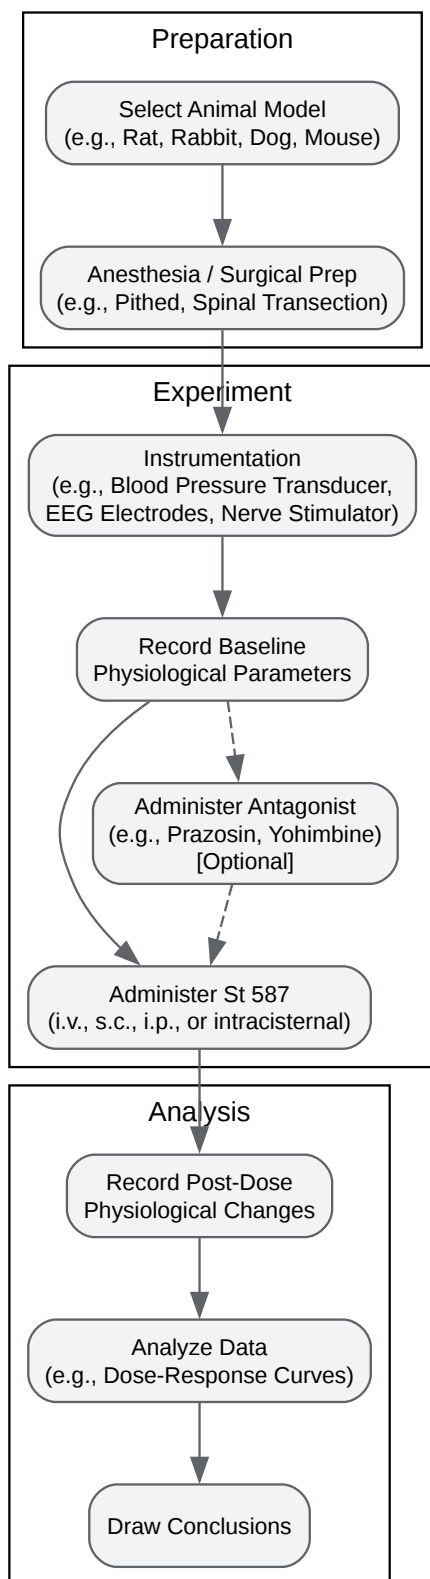 Preparation
Select Animal Model
(e.g., Rat, Rabbit, Dog, Mouse)
Anesthesia / Surgical Prep
(e.g., Pithed, Spinal Transection)
Experiment
Instrumentation
(e.g., Blood Pressure Transducer,
EEG Electrodes, Nerve Stimulator)
Record Baseline
Physiological Parameters
Administer Antagonist
(e.g., Prazosin, Yohimbine)
[Optional]
Administer St 587
(i.v., s.c., i.p., or intracisternal)
Analysis
Record Post-Dose
Physiological Changes
Analyze Data
(e.g., Dose-Response Curves)
Draw Conclusions